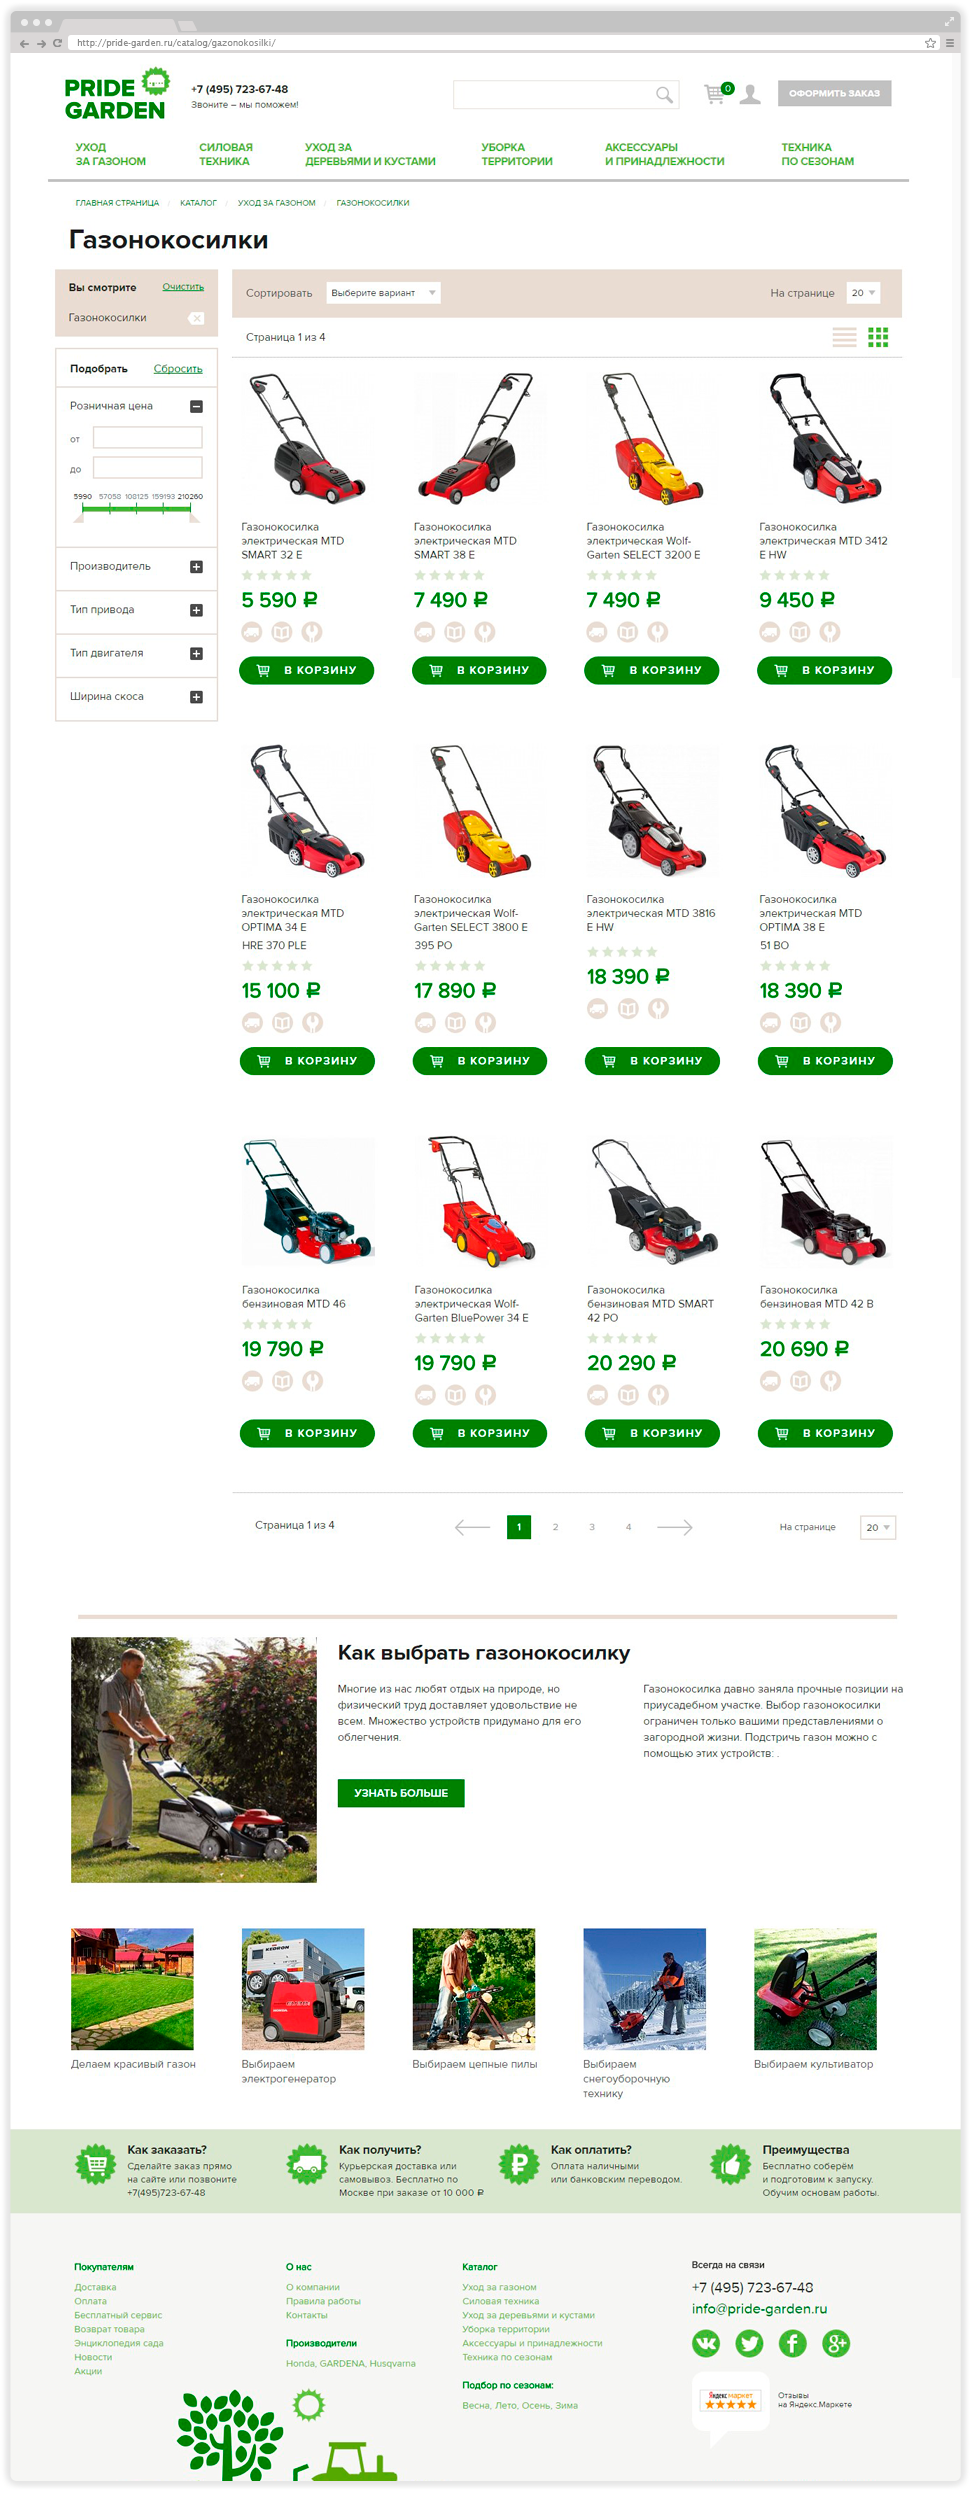 http://pride-garden.ru/catalog/gazonokosilki/
PRIDE
GARDEN
+7 (495) 723-67-48
Звоните – мы поможем!
0
ОФОРМИТЬ ЗАКАЗ
УХОД
ЗА ГАЗОНОМ
СИЛОВАЯ
ТЕХНИКА
УХОД ЗА
ДЕРЕВЬЯМИ И КУСТАМИ
УБОРКА
ТЕРРИТОРИИ
АКСЕССУАРЫ
И ПРИНАДЛЕЖНОСТИ
ТЕХНИКА
ПО СЕЗОНАМ
ГЛАВНАЯ СТРАНИЦА / КАТАЛОГ / УХОД ЗА ГАЗОНОМ / ГАЗОНОКОСИЛКИ
Газонокосилки
Вы смотрите Очистить
Газонокосилки
Сортировать Выберите вариант На странице 20
Страница 1 из 4
Подобрать Сбросить
Розничная цена
от
до
5990 57058 108125 159193 210260
Производитель
Тип привода
Тип двигателя
Ширина скоса
Газонокосилка
электрическая MTD
SMART 32 E
5 590 ₽
В КОРЗИНУ
Газонокосилка
электрическая MTD
SMART 38 E
7 490 ₽
В КОРЗИНУ
Газонокосилка
электрическая Wolf-
Garten SELECT 3200 E
7 490 ₽
В КОРЗИНУ
Газонокосилка
электрическая MTD 3412
E HW
9 450 ₽
В КОРЗИНУ
Газонокосилка
электрическая MTD
OPTIMA 34 E
HRE 370 PLE
15 100 ₽
В КОРЗИНУ
Газонокосилка
электрическая Wolf-
Garten SELECT 3800 E
395 PO
17 890 ₽
В КОРЗИНУ
Газонокосилка
электрическая MTD 3816
E HW
18 390 ₽
В КОРЗИНУ
Газонокосилка
электрическая MTD
OPTIMA 38 E
51 BO
18 390 ₽
В КОРЗИНУ
Газонокосилка
бензиновая MTD 46
19 790 ₽
В КОРЗИНУ
Газонокосилка
электрическая Wolf-
Garten BluePower 34 E
19 790 ₽
В КОРЗИНУ
Газонокосилка
бензиновая MTD SMART
42 PO
20 290 ₽
В КОРЗИНУ
Газонокосилка
бензиновая MTD 42 B
20 690 ₽
В КОРЗИНУ
Страница 1 из 4 1 2 3 4 На странице 20
Как выбрать газонокосилку
Многие из нас любят отдых на природе, но
физический труд доставляет удовольствие не
всем. Множество устройств придумано для его
облегчения.
Газонокосилка давно заняла прочные позиции на
приусадебном участке. Выбор газонокосилки
ограничен только вашими представлениями о
загородной жизни. Подстричь газон можно с
помощью этих устройств: .
УЗНАТЬ БОЛЬШЕ
Делаем красивый газон
Выбираем
электрогенератор
Выбираем цепные пилы
Выбираем
снегоуборочную
технику
Выбираем культиватор
Как заказать?
Сделайте заказ прямо
на сайте или позвоните
+7(495)723-67-48
Как получить?
Курьерская доставка или
самовывоз. Бесплатно по
Москве при заказе от 10 000 ₽
Как оплатить?
Оплата наличными
или банковским переводом.
Преимущества
Бесплатно соберём
и подготовим к запуску.
Обучим основам работы.
Покупателям
Доставка
Оплата
Бесплатный сервис
Возврат товара
Энциклопедия сада
Новости
Акции
О нас
О компании
Правила работы
Контакты
Производители
Honda, GARDENA, Husqvarna
Каталог
Уход за газоном
Силовая техника
Уход за деревьями и кустами
Уборка территории
Аксессуары и принадлежности
Техника по сезонам
Подбор по сезонам:
Весна, Лето, Осень, Зима
Всегда на связи
+7 (495) 723-67-48
info@pride-garden.ru
Яндекс маркет
Отзывы
на Яндекс.Маркете